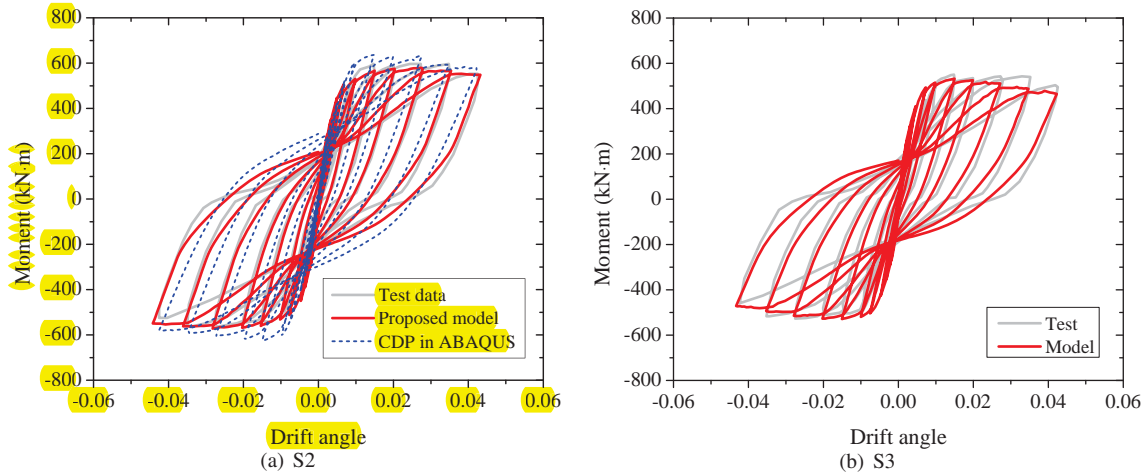 800
600
400
200
0
-200
-400
-600
-800
-0.06 -0.04 -0.02 0.00 0.02 0.04 0.06
Moment (kN·m)
Drift angle
Test data
Proposed model
CDP in ABAQUS
(a) S2
800
600
400
200
0
-200
-400
-600
-800
-0.06 -0.04 -0.02 0.00 0.02 0.04 0.06
Moment (kN·m)
Drift angle
Test
Model
(b) S3